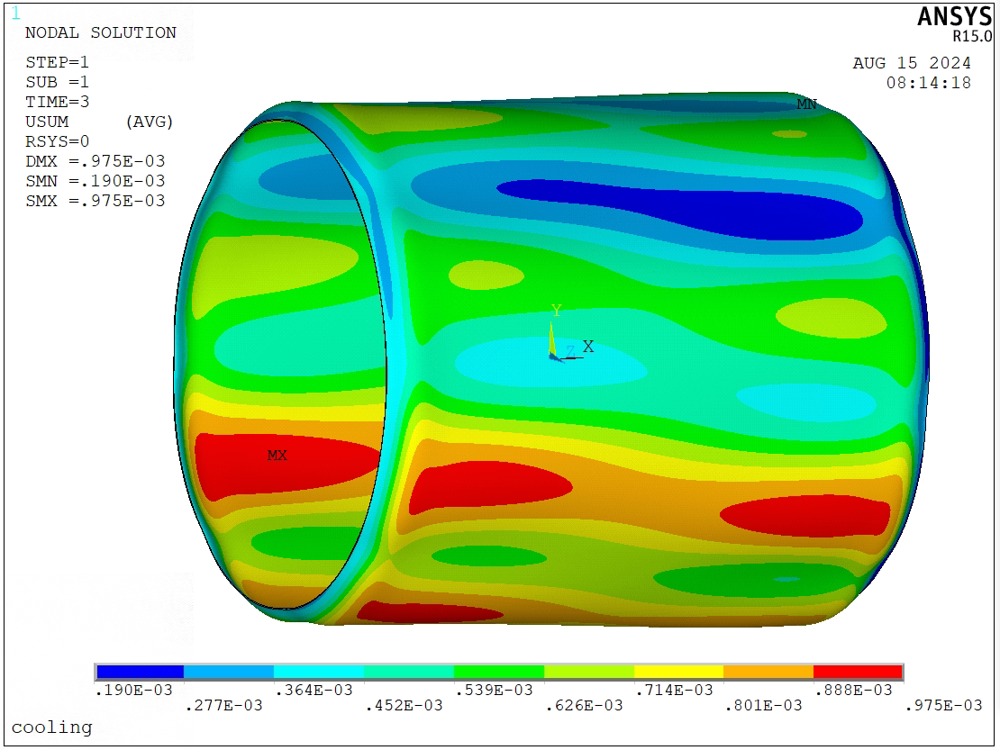 1
ANSYS
R15.0
NODAL SOLUTION
STEP=1
SUB =1
TIME=3
USUM (AVG)
RSYS=0
DMX =.975E-03
SMN =.190E-03
SMX =.975E-03
AUG 15 2024
08:14:18
MN
Y
Z
X
MX
.190E-03
.277E-03
.364E-03
.452E-03
.539E-03
.626E-03
.714E-03
.801E-03
.888E-03
.975E-03
cooling